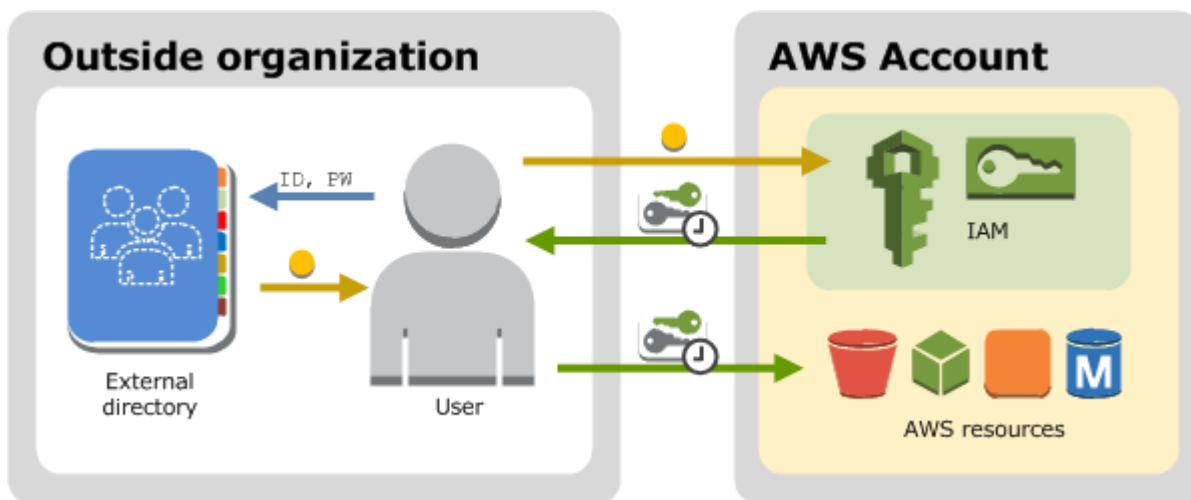 Outside organization
AWS Account
ID, PW
IAM
External
directory
User
M
AWS resources